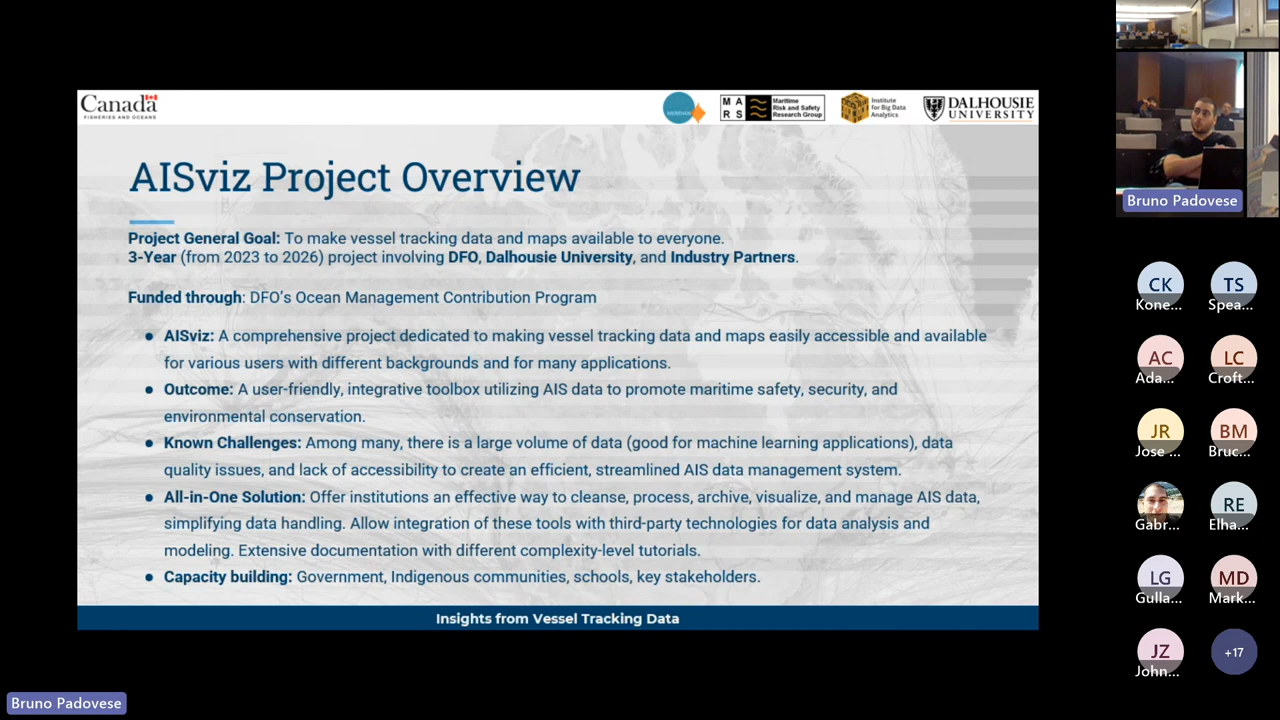 Canada
FISHERIES AND OCEANS
MERIDIAN
M A
R S
Maritime
Risk and Safety
Research Group
Institute
for Big Data
Analytics
DALHOUSIE
UNIVERSITY
AISviz Project Overview
Project General Goal: To make vessel tracking data and maps available to everyone.
3-Year (from 2023 to 2026) project involving DFO, Dalhousie University, and Industry Partners.
Funded through: DFO's Ocean Management Contribution Program
● AISviz: A comprehensive project dedicated to making vessel tracking data and maps easily accessible and available
for various users with different backgrounds and for many applications.
● Outcome: A user-friendly, integrative toolbox utilizing AIS data to promote maritime safety, security, and
environmental conservation.
● Known Challenges: Among many, there is a large volume of data (good for machine learning applications), data
quality issues, and lack of accessibility to create an efficient, streamlined AIS data management system.
● All-in-One Solution: Offer institutions an effective way to cleanse, process, archive, visualize, and manage AIS data,
simplifying data handling. Allow integration of these tools with third-party technologies for data analysis and
modeling. Extensive documentation with different complexity-level tutorials.
● Capacity building: Government, Indigenous communities, schools, key stakeholders.
Insights from Vessel Tracking Data
Bruno Padovese
Bruno Padovese
CK
Kone...
TS
Spea...
AC
Ada...
LC
Croft...
JR
Jose ...
BM
Bruc...
Gabr...
RE
Elha...
LG
Gulla...
MD
Mark...
JZ
John...
+17